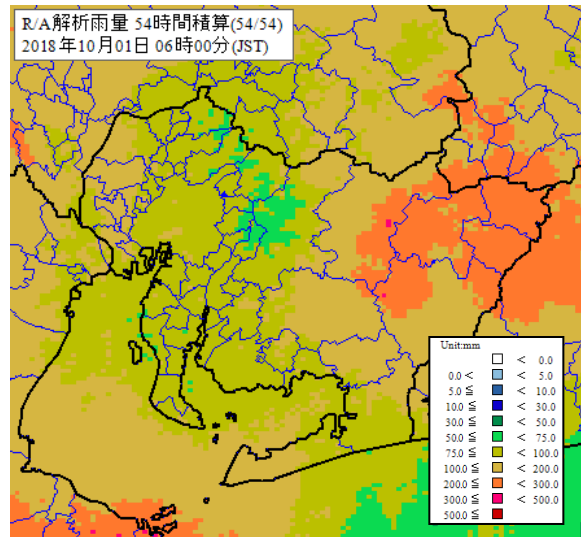 R/A解析雨量 54時間積算(54/54)
2018年10月01日 06時00分(JST)
Unit:mm
< 0.0
0.0 < < 5.0
5.0 ≦ < 10.0
10.0 ≦ < 30.0
30.0 ≦ < 50.0
50.0 ≦ < 75.0
75.0 ≦ < 100.0
100.0 ≦ < 200.0
200.0 ≦ < 300.0
300.0 ≦ < 500.0
500.0 ≦